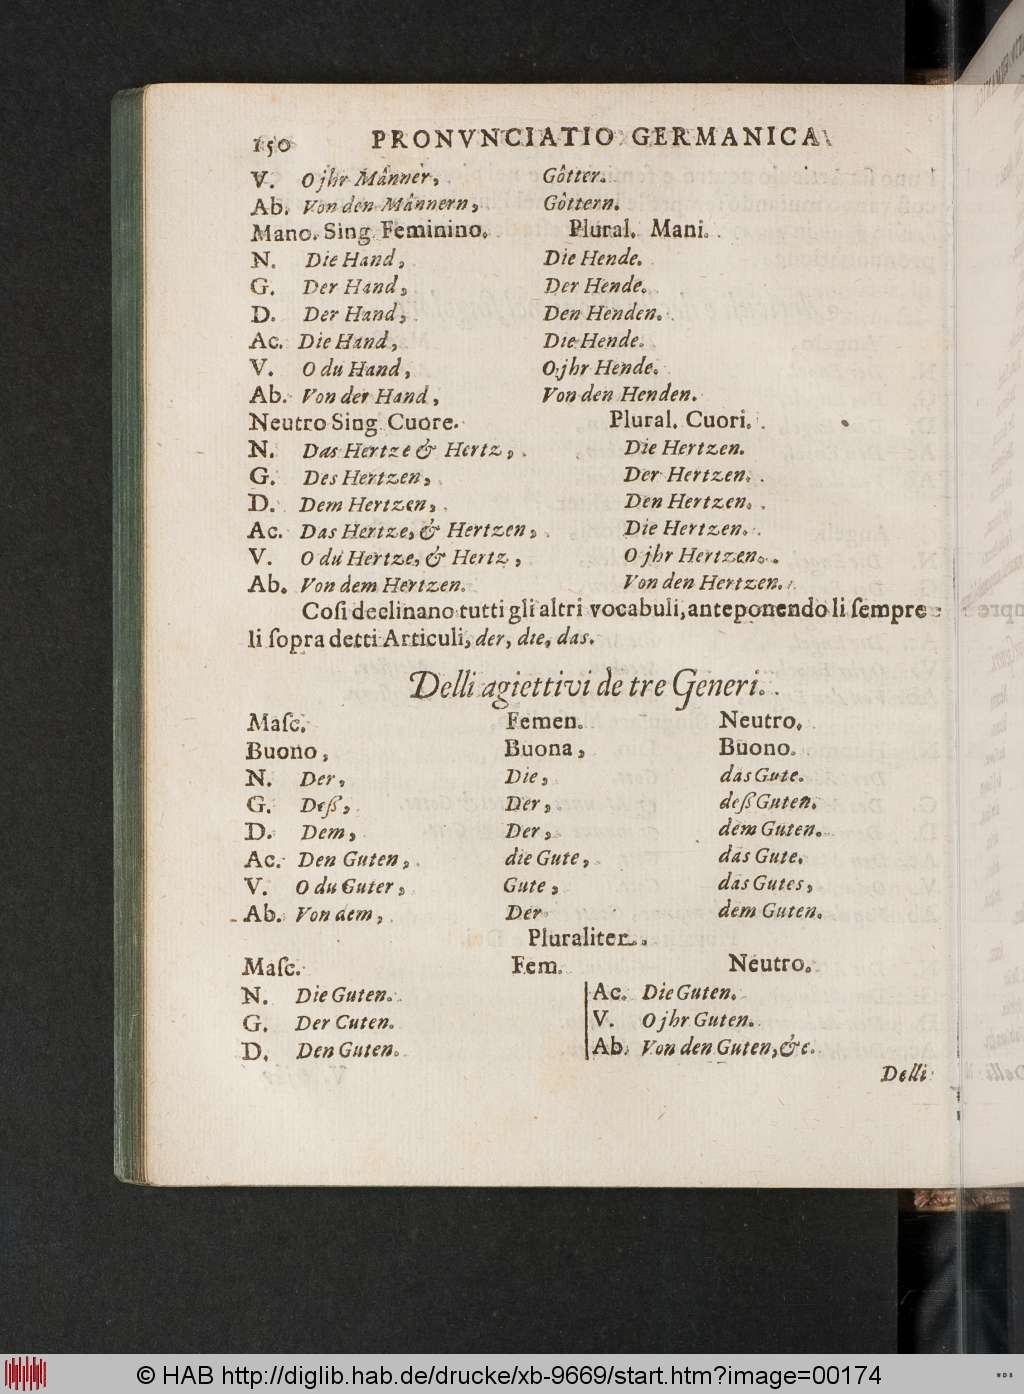 150 PRONVNCIATIO GERMANICA
V. O jhr Månner, Gôtter.
Ab. Von den Månnern, Gôttern.
Mano. Sing. Feminino. Plural. Mani.
N. Die Hand, Die Hende.
G. Der Hand, Der Hende.
D. Der Hand, Den Henden.
Ac. Die Hand, Die Hende.
V. O du Hand, O jhr Hende.
Ab. Von der Hand, Von den Henden.
Neutro Sing. Cuore. Plural. Cuori.
N. Das Hertze & Hertz, Die Hertzen.
G. Des Hertzen, Der Hertzen.
D. Dem Hertzen, Den Hertzen.
Ac. Das Hertze, & Hertzen, Die Hertzen.
V. O du Hertze, & Hertz, O jhr Hertzen.
Ab. Von dem Hertzen. Von den Hertzen.
Coſi declinano tutti gli altri vocabuli, anteponendo li ſempre
li ſopra detti Articuli, der, die, das.
Delli agiettivi de tre Generi.
Maſc. Femen. Neutro.
Buono, Buona, Buono.
N. Der, Die, das Gute.
G. Deß, Der, deß Guten.
D. Dem, Der, dem Guten.
Ac. Den Guten, die Gute, das Gute.
V. O du Guter, Gute, das Gutes,
Ab. Von dem, Der dem Guten.
Pluraliter.
Maſc. Fem. Neutro.
N. Die Guten. Ac. Die Guten.
G. Der Cuten. V. O jhr Guten.
D. Den Guten. Ab. Von den Guten, &c.
Delli
© HAB http://diglib.hab.de/drucke/xb-9669/start.htm?image=00174